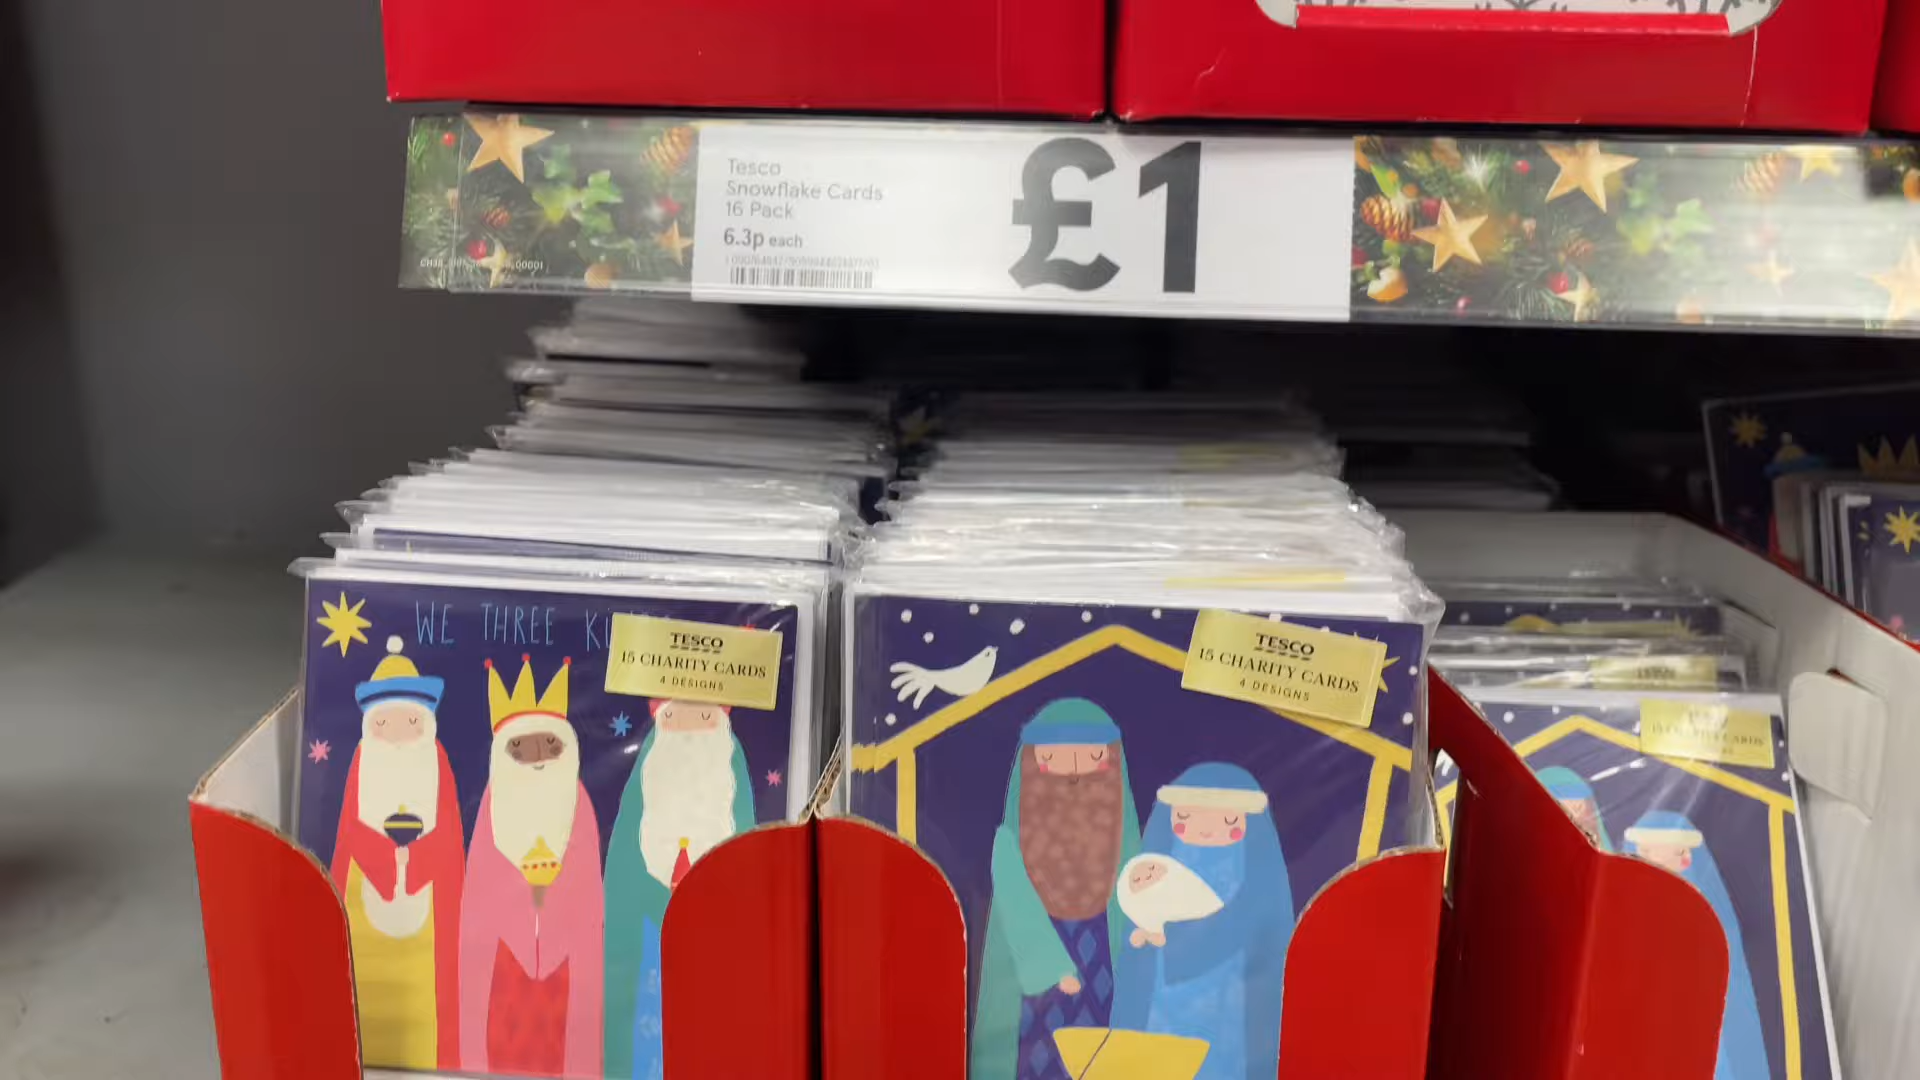 Tesco
Snowflake Cards
16 Pack
6.3p each
£1
WE THREE
TESCO
15 CHARITY CARDS
4 DESIGNS
TESCO
15 CHARITY CARDS
4 DESIGNS